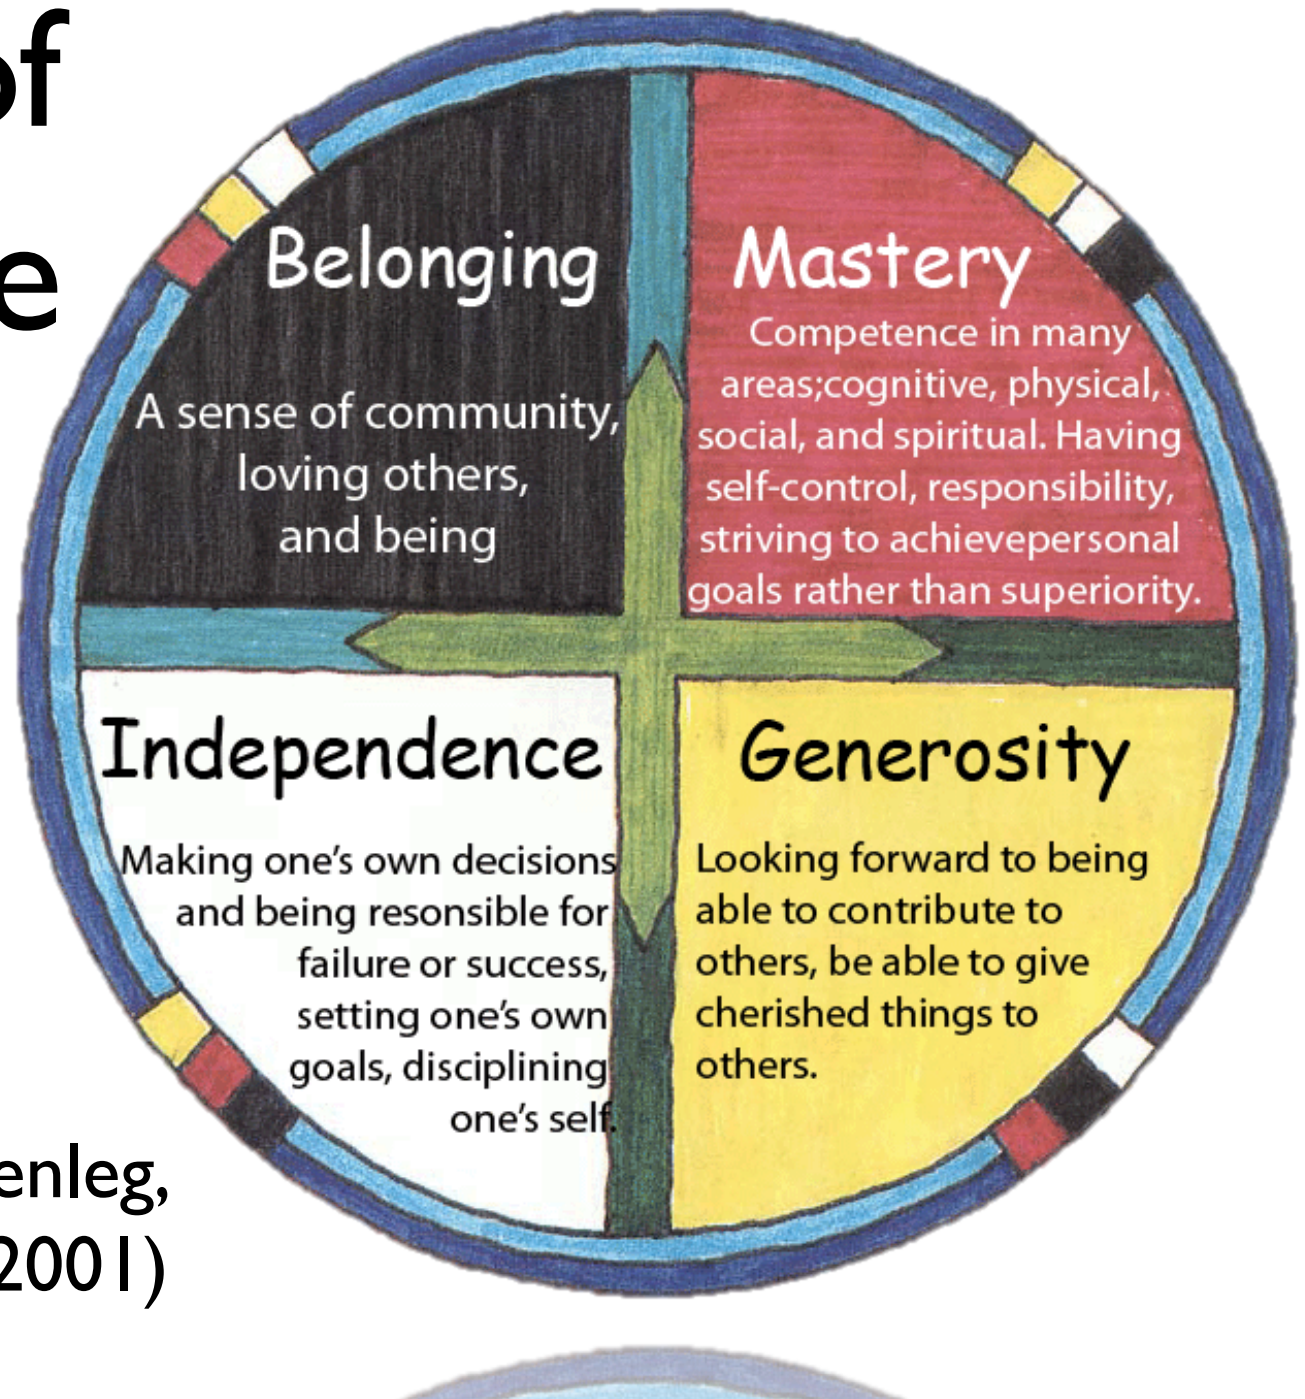 of
e
Belonging
A sense of community,
loving others,
and being
Mastery
Competence in many
areas;cognitive, physical,
social, and spiritual. Having
self-control, responsibility,
striving to achievepersonal
goals rather than superiority.
Independence
Making one's own decisions
and being resonsible for
failure or success,
setting one's own
goals, disciplining
one's self.
Generosity
Looking forward to being
able to contribute to
others, be able to give
cherished things to
others.
enleg,
2001)